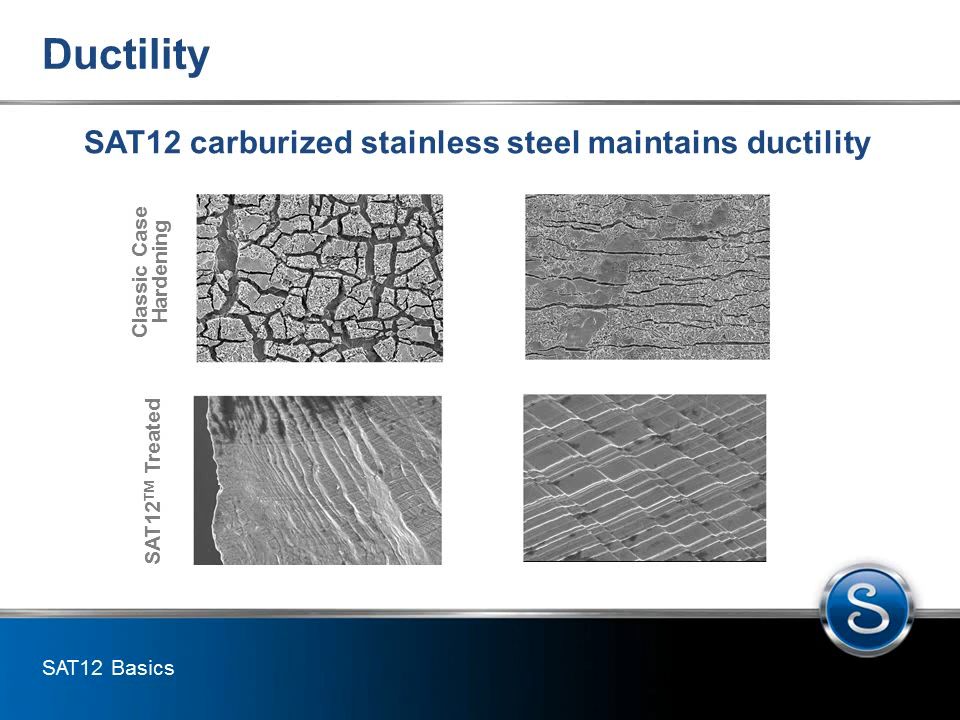 Ductility
SAT12 carburized stainless steel maintains ductility
Classic Case
Hardening
SAT12™ Treated
S
SAT12 Basics